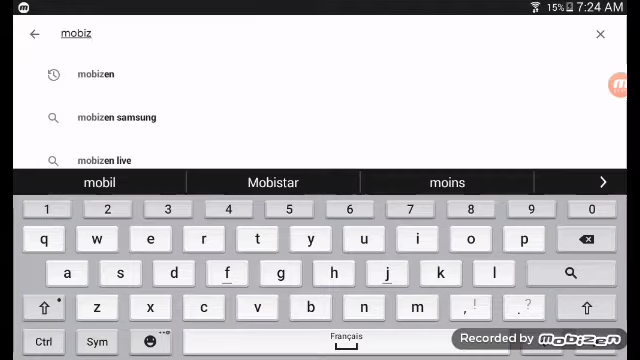 15% 7:24 AM
mobiz
mobizen
mobizen samsung
mobizen live
mobil Mobistar moins
1 2 3 4 5 6 7 8 9 0
q w e r t y u i o p
a s d f g h j k l
z x c v b n m , ! . ?
Ctrl Sym Français
Recorded by mobizen